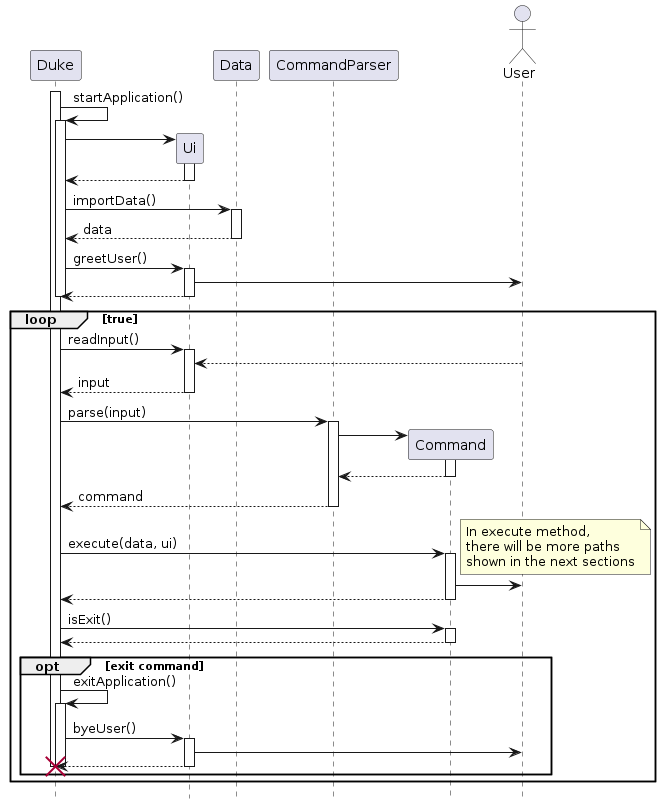 Duke
Data
CommandParser
User
startApplication()
Ui
importData()
data
greetUser()
loop [true]
readInput()
input
parse(input)
Command
command
In execute method,
there will be more paths
shown in the next sections
execute(data, ui)
isExit()
opt [exit command]
exitApplication()
byeUser()